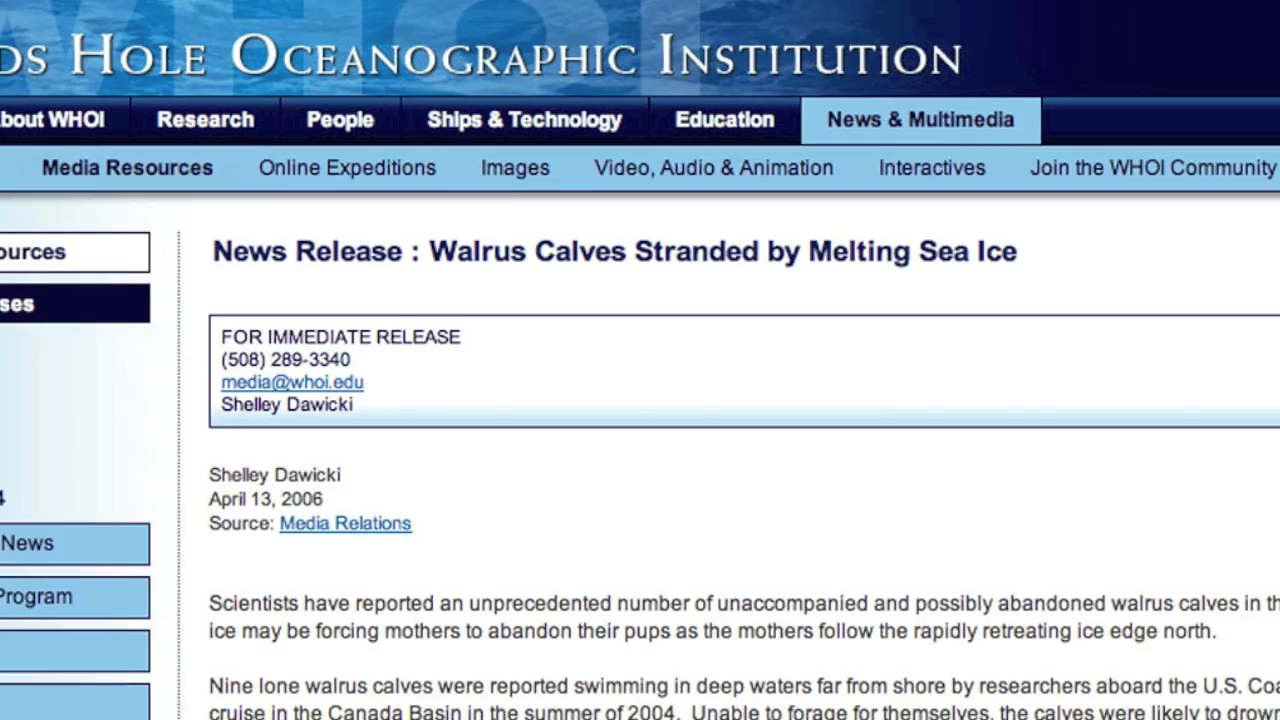 DS HOLE OCEANOGRAPHIC INSTITUTION
bout WHOI Research People Ships & Technology Education News & Multimedia
Media Resources Online Expeditions Images Video, Audio & Animation Interactives Join the WHOI Community
ources
News Release : Walrus Calves Stranded by Melting Sea Ice
ses
FOR IMMEDIATE RELEASE
(508) 289-3340
media@whoi.edu
Shelley Dawicki
Shelley Dawicki
April 13, 2006
4
Source: Media Relations
News
Program
Scientists have reported an unprecedented number of unaccompanied and possibly abandoned walrus calves in th
ice may be forcing mothers to abandon their pups as the mothers follow the rapidly retreating ice edge north.
Nine lone walrus calves were reported swimming in deep waters far from shore by researchers aboard the U.S. Coa
cruise in the Canada Basin in the summer of 2004. Unable to forage for themselves, the calves were likely to drown